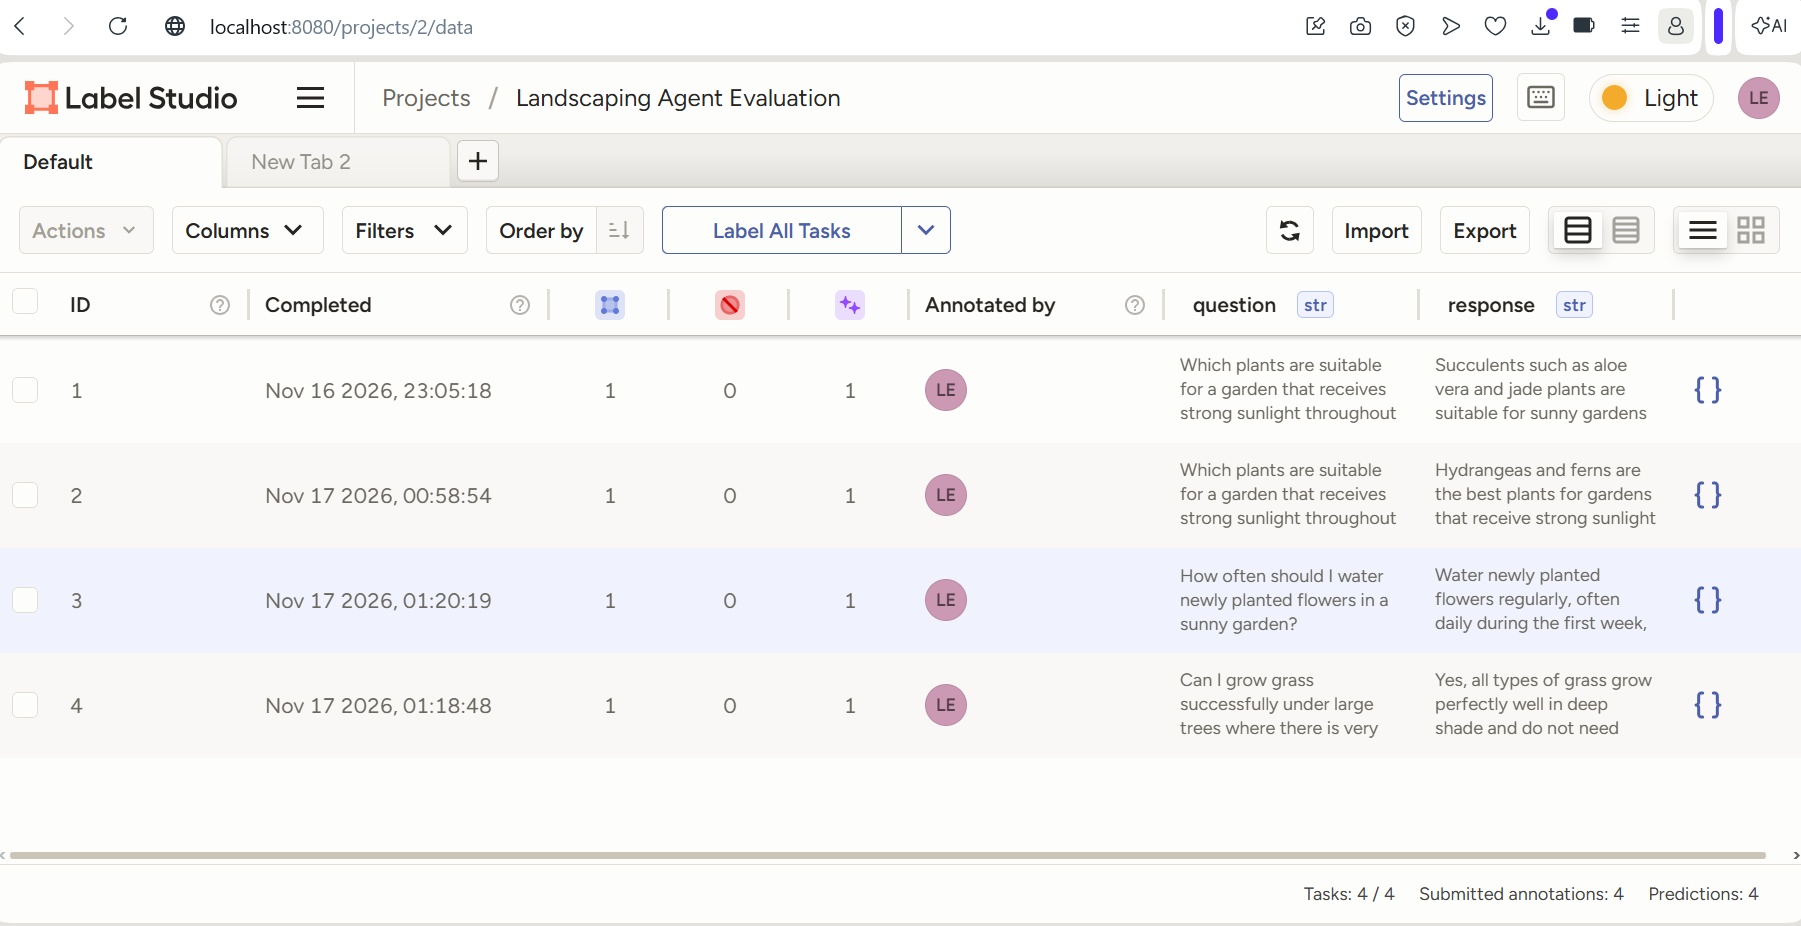 localhost:8080/projects/2/data
AI
Label Studio
Projects / Landscaping Agent Evaluation
Settings
Light
LE
Default
New Tab 2
+
Actions
Columns
Filters
Order by
Label All Tasks
Import
Export
ID
Completed
Annotated by
question str
response str
1
Nov 16 2026, 23:05:18
1
0
1
LE
Which plants are suitable
for a garden that receives
strong sunlight throughout
Succulents such as aloe
vera and jade plants are
suitable for sunny gardens
{}
2
Nov 17 2026, 00:58:54
1
0
1
LE
Which plants are suitable
for a garden that receives
strong sunlight throughout
Hydrangeas and ferns are
the best plants for gardens
that receive strong sunlight
{}
3
Nov 17 2026, 01:20:19
1
0
1
LE
How often should I water
newly planted flowers in a
sunny garden?
Water newly planted
flowers regularly, often
daily during the first week,
{}
4
Nov 17 2026, 01:18:48
1
0
1
LE
Can I grow grass
successfully under large
trees where there is very
Yes, all types of grass grow
perfectly well in deep
shade and do not need
{}
Tasks: 4 / 4
Submitted annotations: 4
Predictions: 4